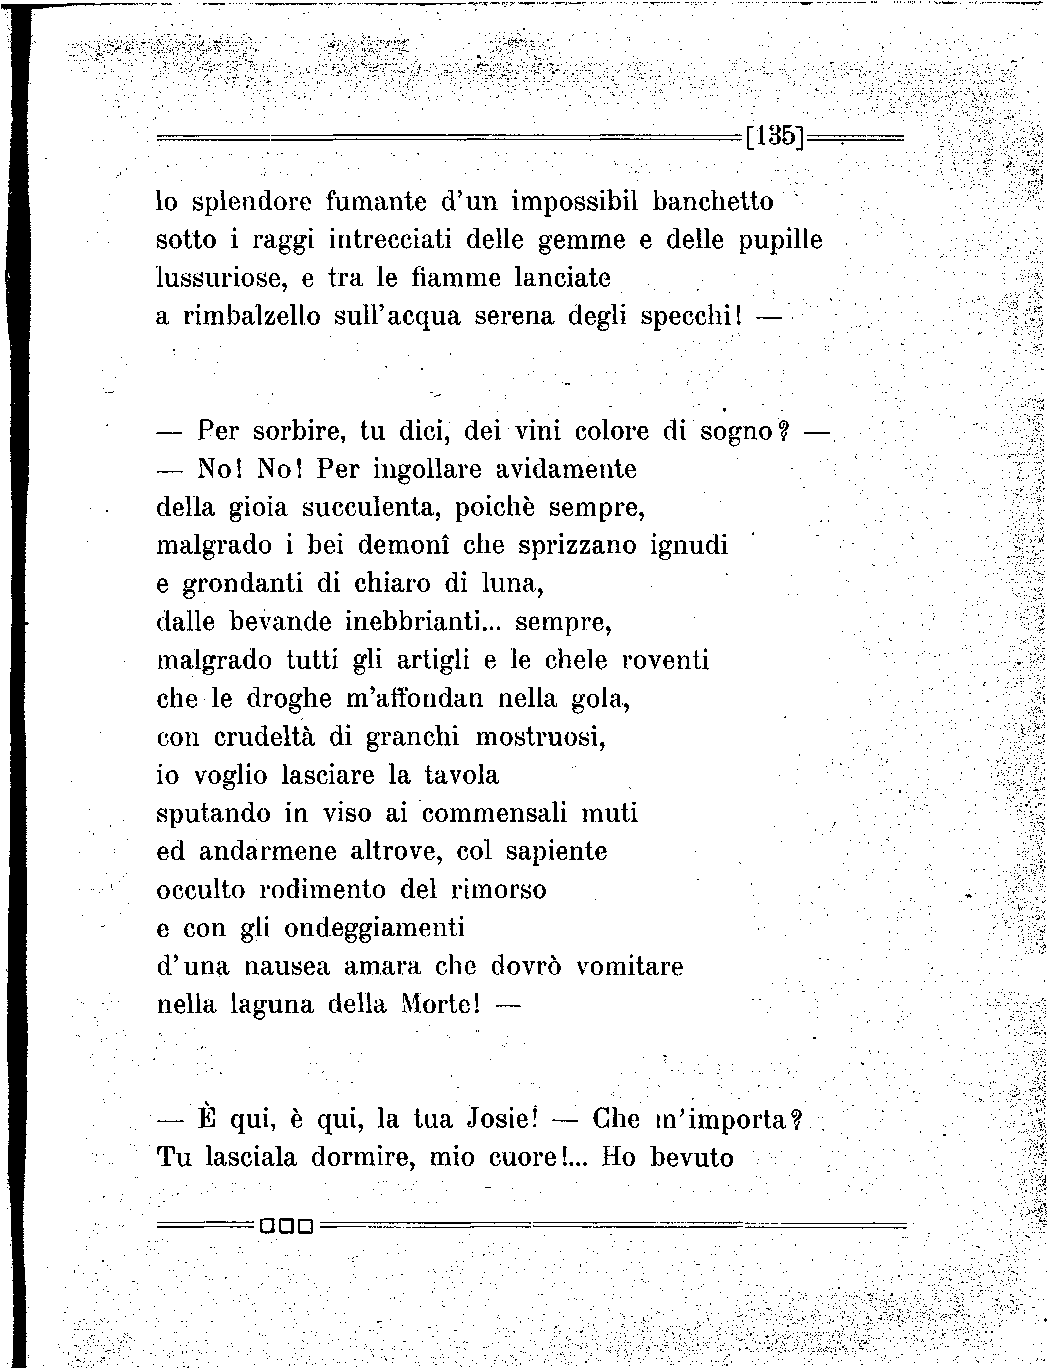 [135]
lo splendore fumante d'un impossibil banchetto
sotto i raggi intrecciati delle gemme e delle pupille
lussuriose, e tra le fiamme lanciate
a rimbalzello sull'acqua serena degli specchi! —
— Per sorbire, tu dici, dei vini colore di sogno? —
— No! No! Per ingollare avidamente
della gioia succulenta, poichè sempre,
malgrado i bei demonî che sprizzano ignudi
e grondanti di chiaro di luna,
dalle bevande inebbrianti... sempre,
malgrado tutti gli artigli e le chele roventi
che le droghe m'affondan nella gola,
con crudeltà di granchi mostruosi,
io voglio lasciare la tavola
sputando in viso ai commensali muti
ed andarmene altrove, col sapiente
occulto rodimento del rimorso
e con gli ondeggiamenti
d'una nausea amara che dovrò vomitare
nella laguna della Morte! —
— È qui, è qui, la tua Josie! — Che m'importa?
Tu lasciala dormire, mio cuore!... Ho bevuto